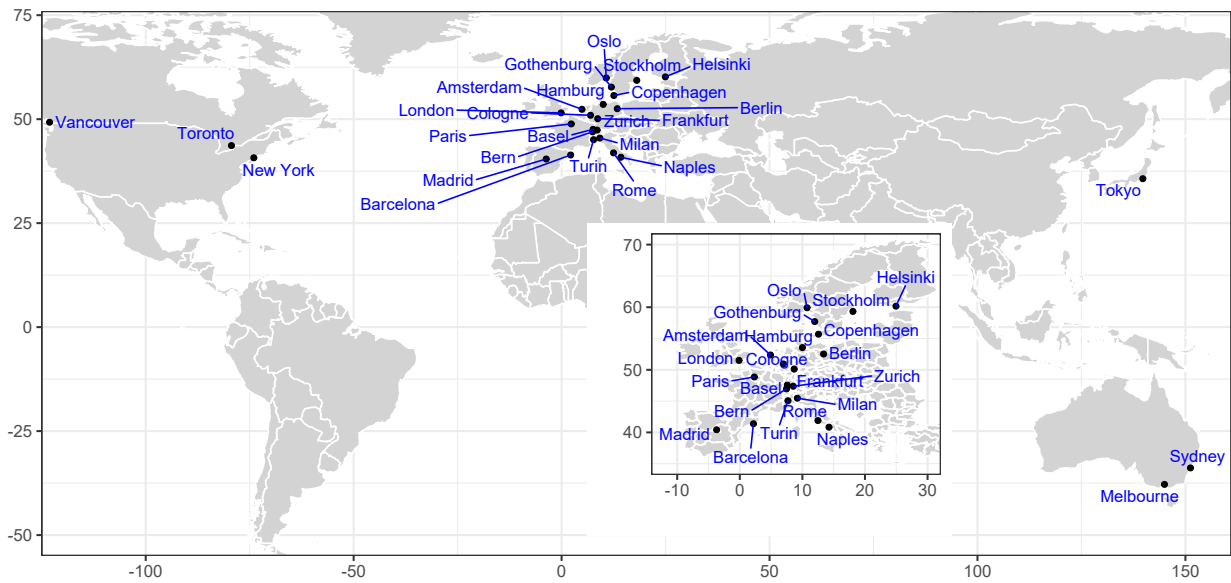 75
Oslo
Gothenburg
Stockholm
Helsinki
Amsterdam
Hamburg
Copenhagen
50
London
Cologne
Berlin
Vancouver
Toronto
Paris
Zurich
Frankfurt
Basel
Milan
New York
Bern
Turin
Naples
Madrid
Rome
Tokyo
Barcelona
25
0
-25
-50
70
Helsinki
Oslo
Stockholm
60
Gothenburg
Copenhagen
Amsterdam
Hamburg
London
Cologne
Berlin
50
Paris
Basel
Frankfurt
Zurich
Bern
Rome
Milan
40
Madrid
Turin
Naples
Barcelona
-10 0 10 20 30
Sydney
Melbourne
-100 -50 0 50 100 150